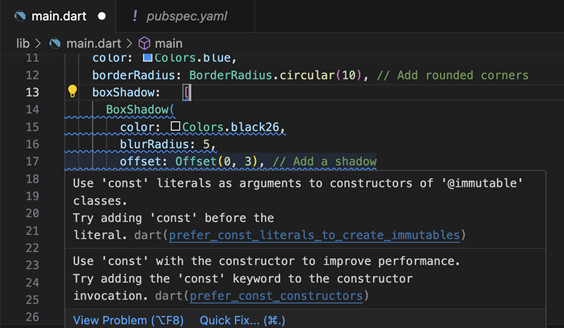 main.dart
! pubspec.yaml
lib > main.dart > main
11 color: Colors.blue,
12 borderRadius: BorderRadius.circular(10), // Add rounded corners
13 boxShadow: [
14 BoxShadow(
15 color: Colors.black26,
16 blurRadius: 5,
17 offset: Offset(0, 3), // Add a shadow
18
19
20
21
22
23
24
25
26
Use 'const' literals as arguments to constructors of '@immutable'
classes.
Try adding 'const' before the
literal. dart(prefer_const_literals_to_create_immutables)
Use 'const' with the constructor to improve performance.
Try adding the 'const' keyword to the constructor
invocation. dart(prefer_const_constructors)
View Problem (⌥F8) Quick Fix... (⌘.)